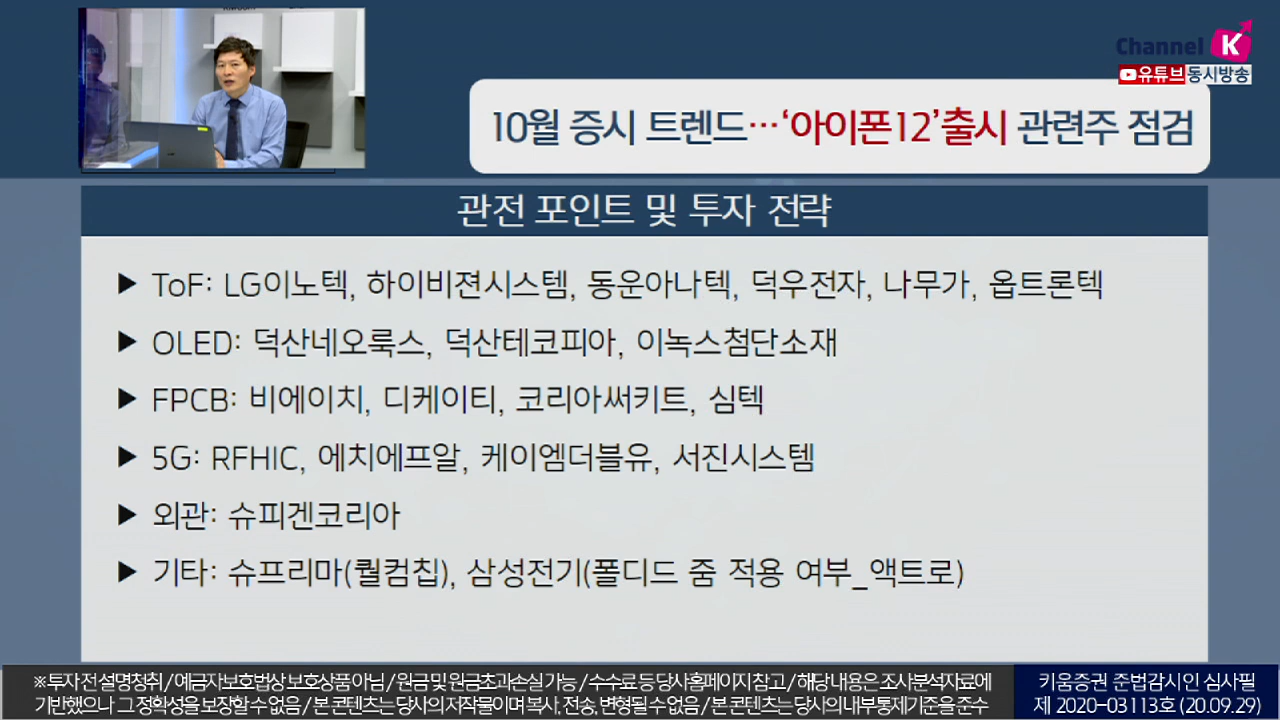 Channel K
유튜브동시방송
10월 증시 트렌드…‘아이폰12’출시 관련주 점검
관전 포인트 및 투자 전략
▶ ToF: LG이노텍, 하이비젼시스템, 동운아나텍, 덕우전자, 나무가, 옵트론텍
▶ OLED: 덕산네오룩스, 덕산테코피아, 이녹스첨단소재
▶ FPCB: 비에이치, 디케이티, 코리아써키트, 심텍
▶ 5G: RFHIC, 에치에프알, 케이엠더블유, 서진시스템
▶ 외관: 슈피겐코리아
▶ 기타: 슈프리마(퀄컴칩), 삼성전기(폴디드 줌 적용 여부_액트로)
※ 투자 전 설명청취 / 예금자보호법상 보호상품 아님 / 원금 및 원금초과손실 가능 / 수수료 등 당사홈페이지 참고 / 해당 내용은 조사분석자료에
기반했으나 그 정확성을 보장할 수 없음 / 본 콘텐츠는 당사의 저작물이며 복사, 전송, 변형될 수 없음 / 본 콘텐츠는 당사의 내부통제기준을 준수
키움증권 준법감시인 심사필
제 2020-03113호 (20.09.29)